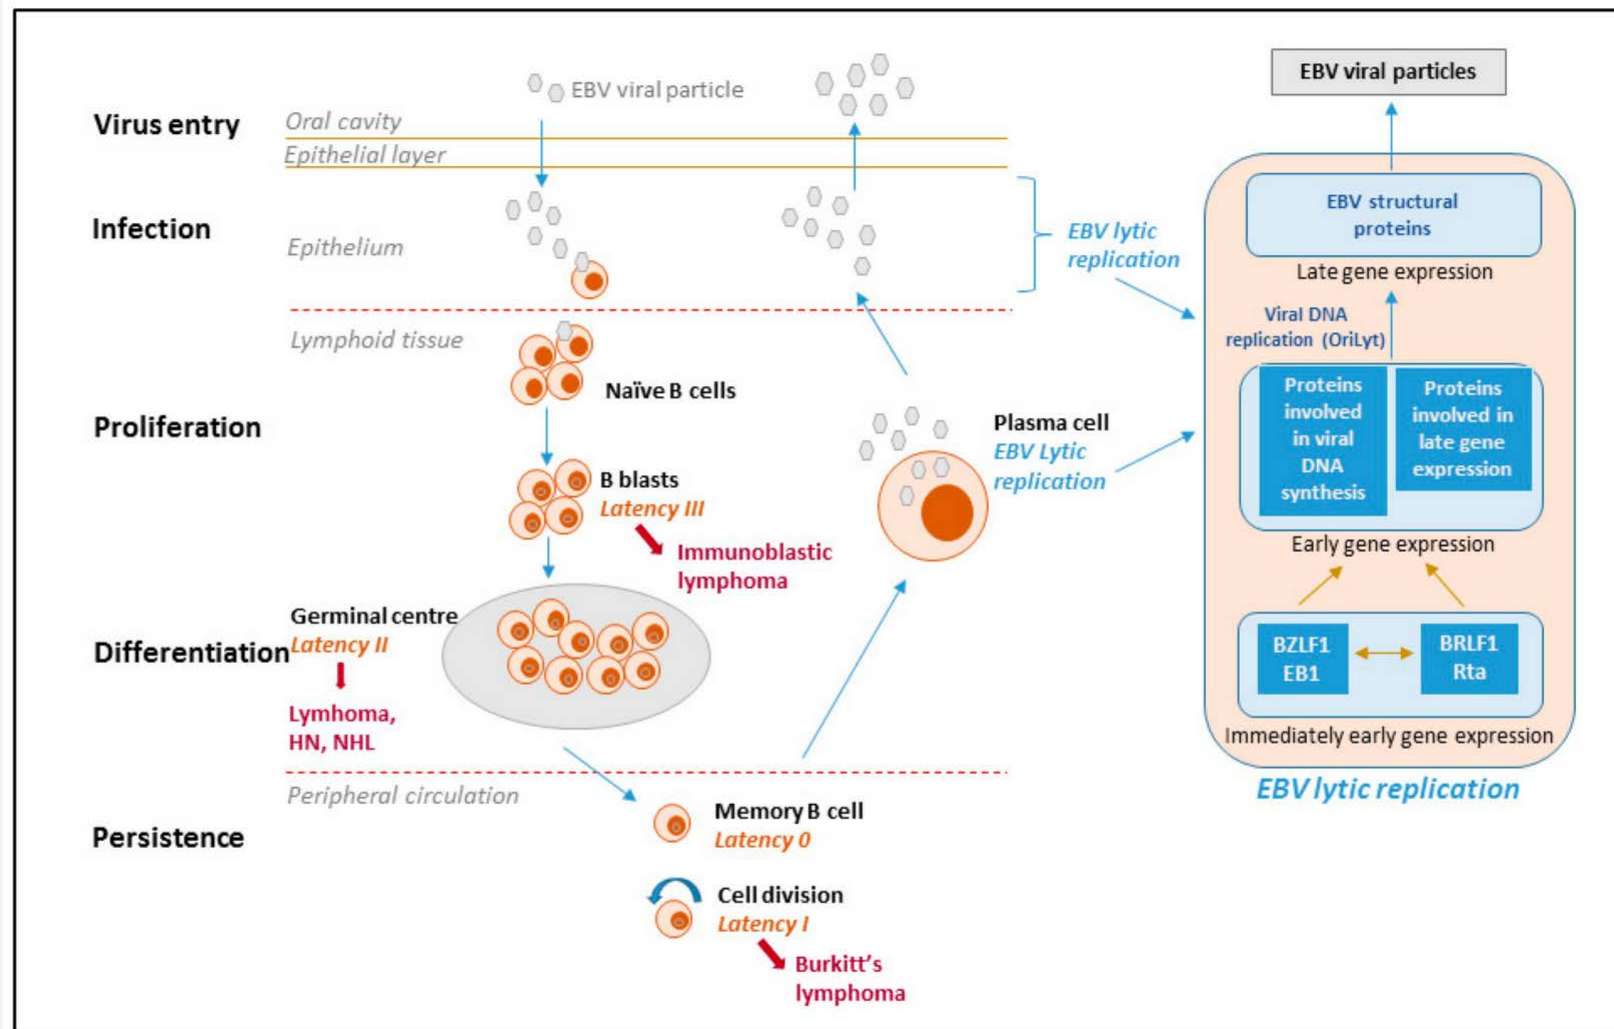 EBV viral particle
Virus entry
Oral cavity
Epithelial layer
Infection
Epithelium
EBV lytic
replication
Lymphoid tissue
Naïve B cells
Proliferation
B blasts
Latency III
Immunoblastic
lymphoma
Plasma cell
EBV Lytic
replication
Germinal centre
Differentiation
Latency II
Lymhoma,
HN, NHL
Peripheral circulation
Persistence
Memory B cell
Latency 0
Cell division
Latency I
Burkitt's
lymphoma
EBV viral particles
EBV structural
proteins
Late gene expression
Viral DNA
replication (OriLyt)
Proteins
involved
in viral
DNA
synthesis
Proteins
involved in
late gene
expression
Early gene expression
BZLF1
EB1
BRLF1
Rta
Immediately early gene expression
EBV lytic replication